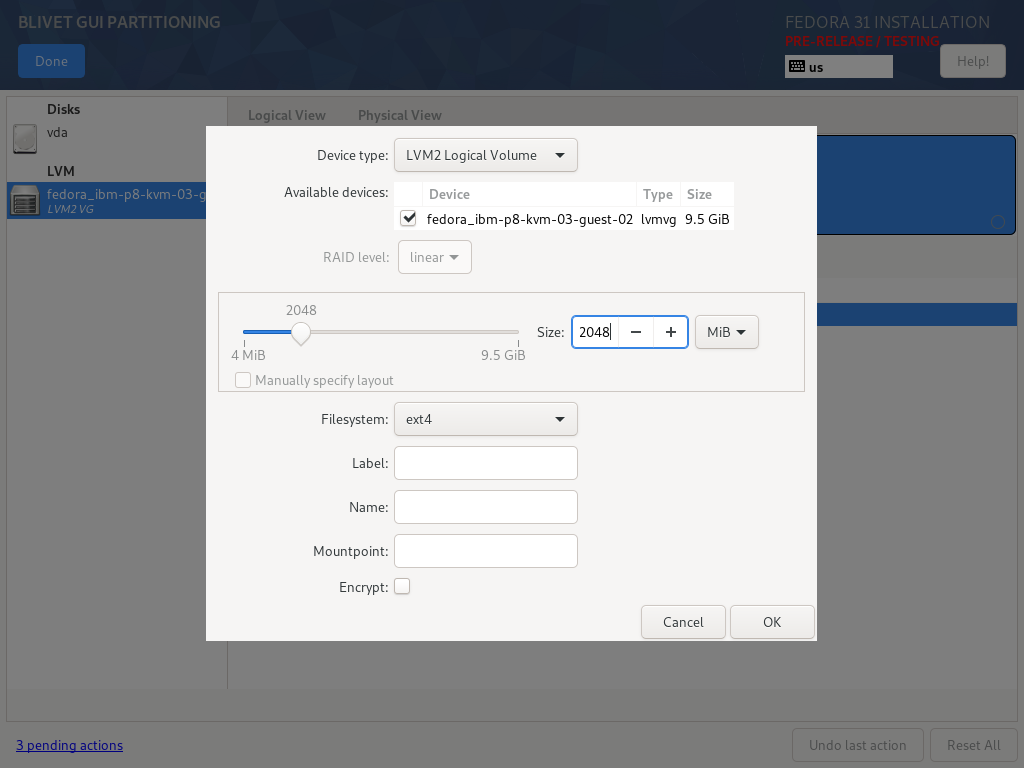 BLIVET GUI PARTITIONING
FEDORA 31 INSTALLATION
PRE-RELEASE / TESTING
Done
us
Help!
Disks
vda
LVM
fedora_ibm-p8-kvm-03-g
LVM2 VG
Logical View
Physical View
Device type:
LVM2 Logical Volume
Available devices:
Device Type Size
fedora_ibm-p8-kvm-03-guest-02 lvmvg 9.5 GiB
RAID level:
linear
2048
4 MiB
9.5 GiB
Size:
2048
MiB
Manually specify layout
Filesystem:
ext4
Label:
Name:
Mountpoint:
Encrypt:
Cancel
OK
3 pending actions
Undo last action
Reset All